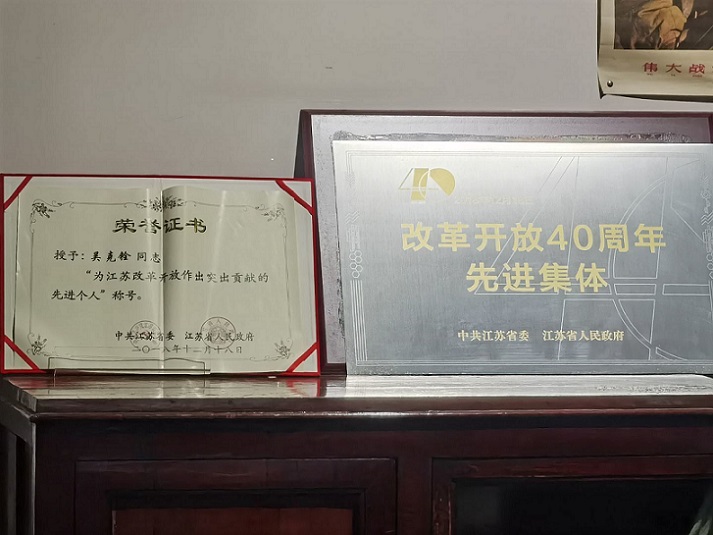 荣誉证书
授予：吴克铨 同志
“为江苏改革开放作出突出贡献的
先进个人”称号。
中共江苏省委 江苏省人民政府
二〇一八年十二月十八日
40
改革开放40周年
先进集体
中共江苏省委 江苏省人民政府
伟大战